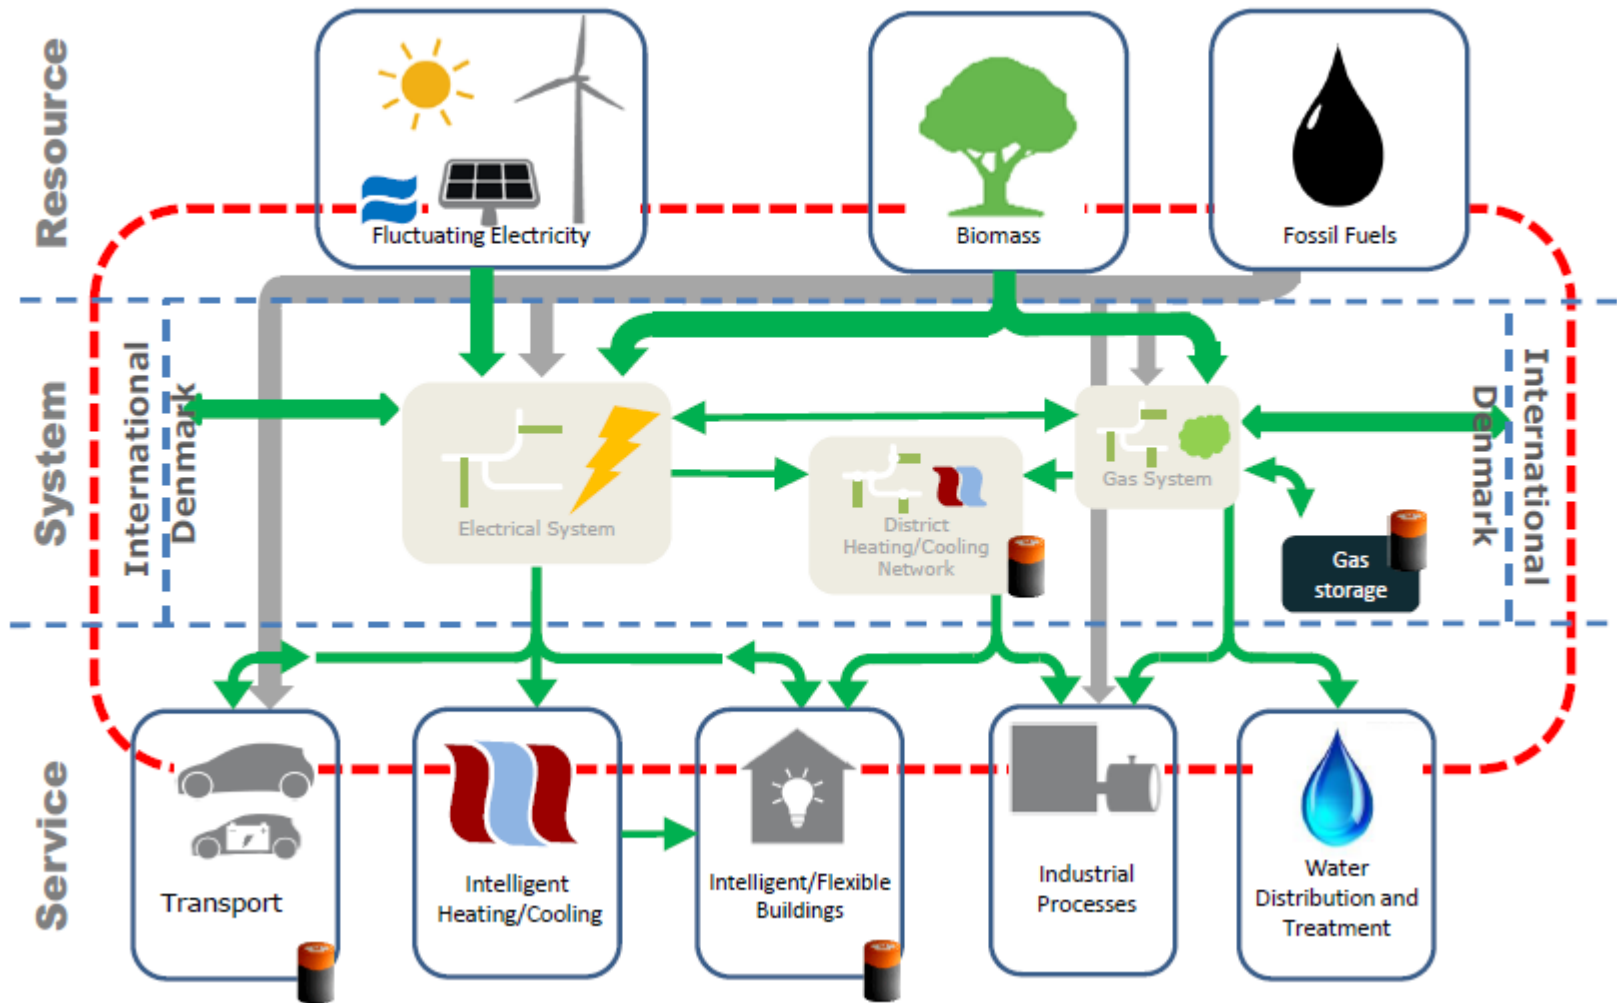 Resource
Fluctuating Electricity
Biomass
Fossil Fuels
System
International
Denmark
Electrical System
District
Heating/Cooling
Network
Gas System
Gas
storage
Denmark
International
Service
Transport
Intelligent
Heating/Cooling
Intelligent/Flexible
Buildings
Industrial
Processes
Water
Distribution and
Treatment